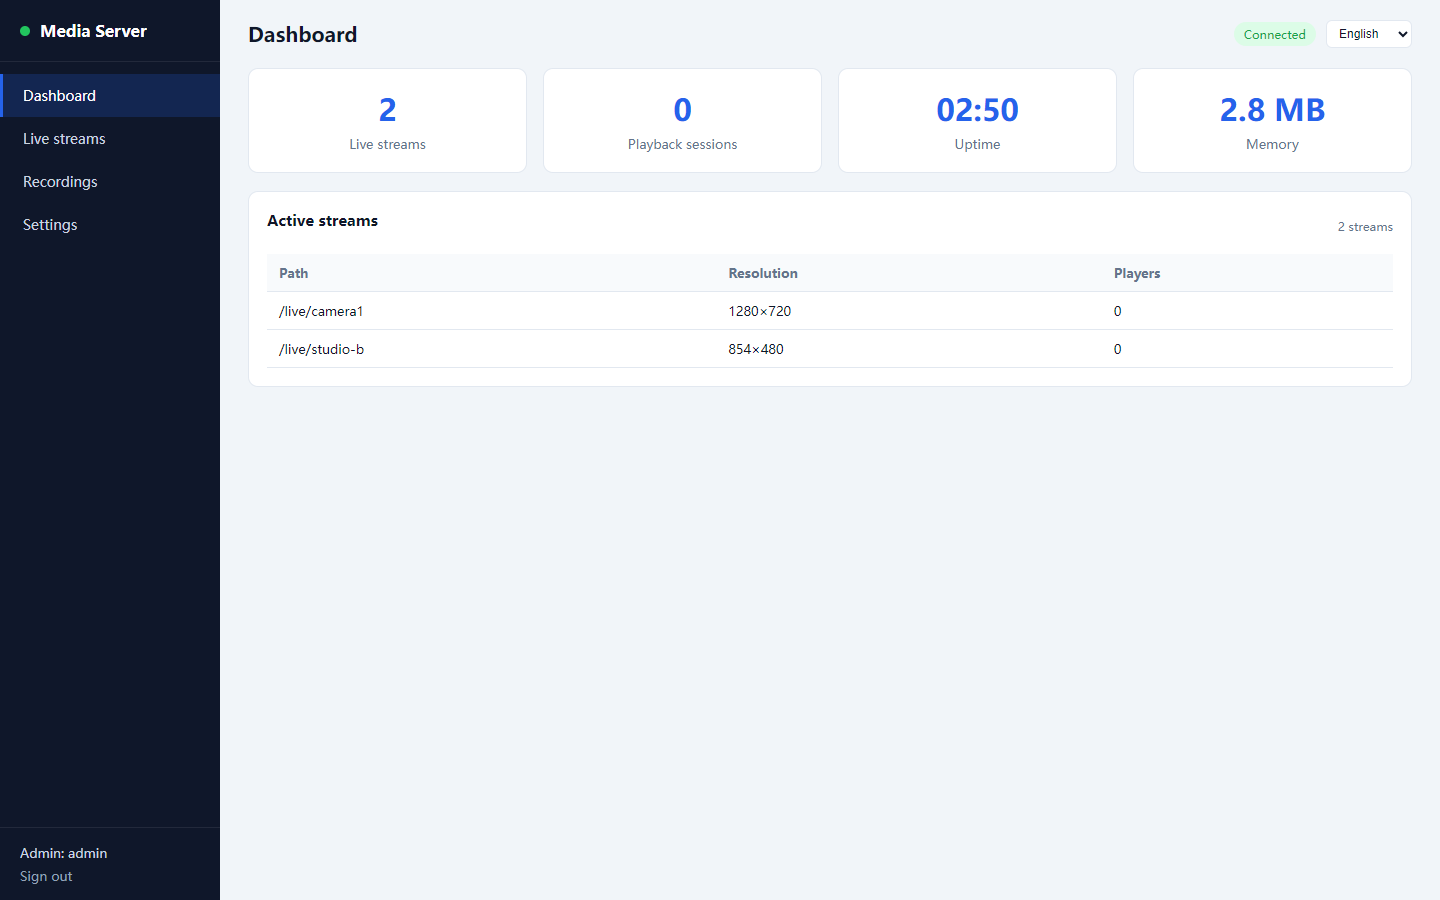 Media Server
Dashboard
Live streams
Recordings
Settings
Admin: admin
Sign out
Dashboard
Connected
English
2
Live streams
0
Playback sessions
02:50
Uptime
2.8 MB
Memory
Active streams
2 streams
Path Resolution Players
/live/camera1 1280×720 0
/live/studio-b 854×480 0